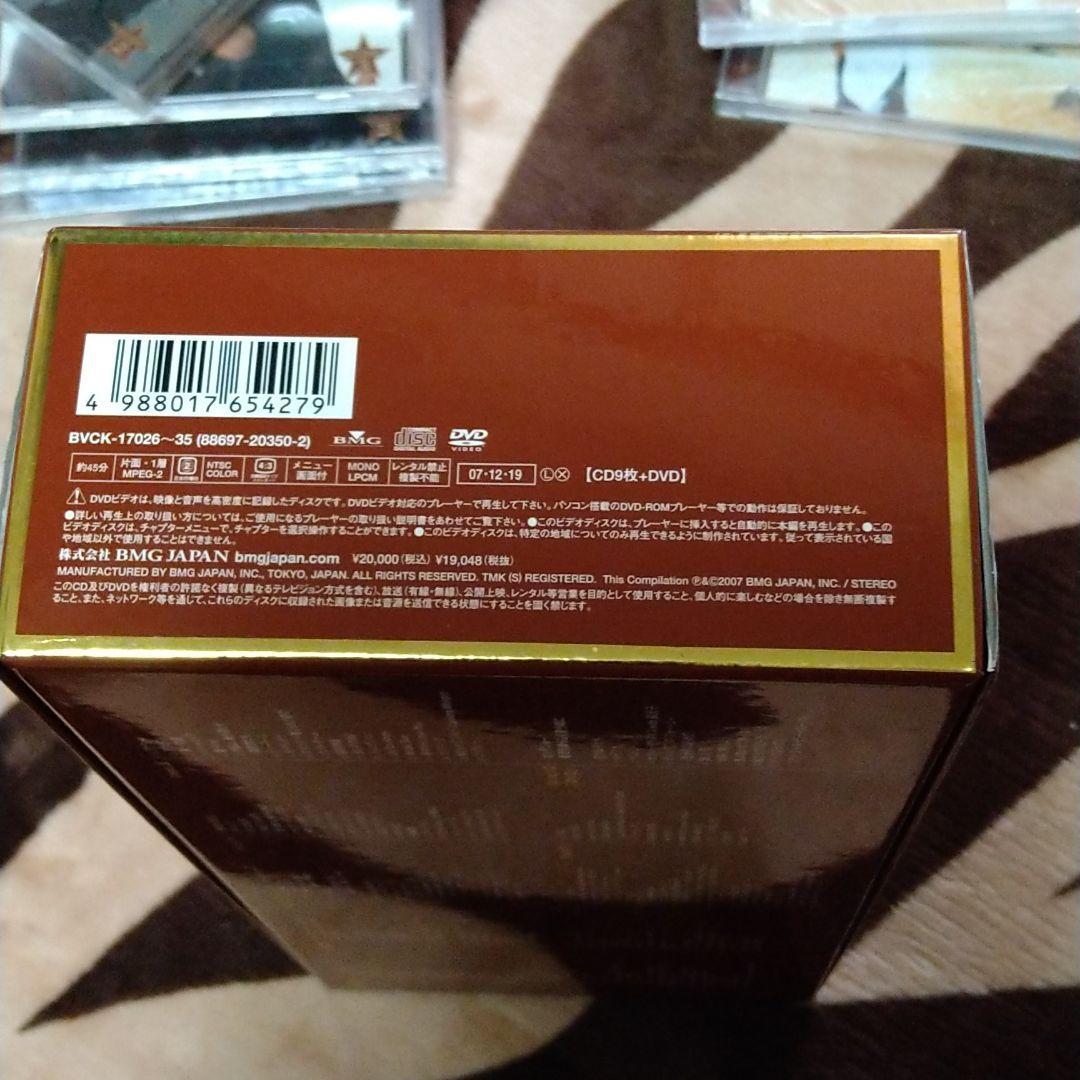 4 988017 654279
BVCK-17026〜35 (88697-20350-2) BMG disc DIGITAL AUDIO DVD VIDEO
約45分 片面・1層 MPEG-2 2 NTSC COLOR 4:3 メニュー画面付 MONO LPCM レンタル禁止 複製不能 07・12・19 Ⓛ 【CD9枚+DVD】
DVDビデオは、映像と音声を高密度に記録したディスクです。DVDビデオ対応のプレーヤーで再生して下さい。パソコン搭載のDVD-ROMプレーヤー等での動作は保証しておりません。
●詳しい再生上の取り扱い方については、ご使用になるプレーヤーの取り扱い説明書をあわせてご覧下さい。●このビデオディスクは、プレーヤーに挿入すると自動的に本編を再生します。●この
ビデオディスクは、チャプターメニューで、チャプターを選択操作することができます。●このビデオディスクは、特定の地域についてのみ再生できるように制作されています。従って表示されている国
や地域以外で使用することはできません。
株式会社 BMG JAPAN bmgjapan.com ¥20,000(税込) ¥19,048(税抜)
MANUFACTURED BY BMG JAPAN, INC., TOKYO, JAPAN. ALL RIGHTS RESERVED. TMK (S) REGISTERED. This Compilation ℗&©2007 BMG JAPAN, INC. / STEREO
このCD及びDVDを権利者の許諾なく複製(異なるテレビジョン方式を含む)、放送(有線・無線)、公開上映、レンタル等営業を目的として使用すること、個人的に楽しむなどの場合を除き無断複製す
ること、また、ネットワーク等を通して、これらのディスクに収録された画像または音源を送信できる状態にすることを固く禁じます。